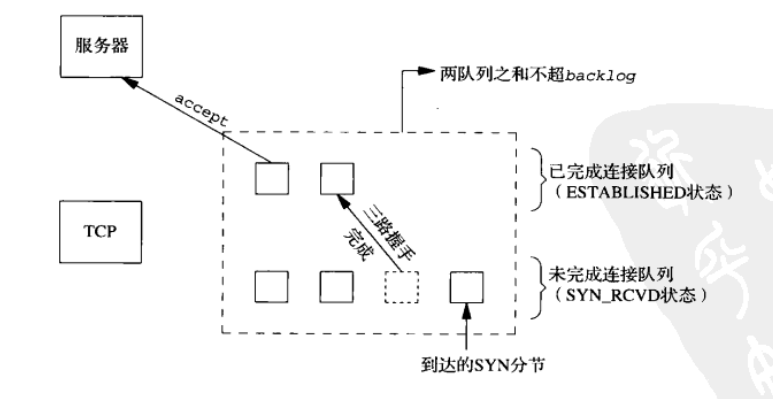 服务器
两队列之和不超backlog
accept
已完成连接队列
（ESTABLISHED状态）
TCP
三路握手
完成
未完成连接队列
（SYN_RCVD状态）
到达的SYN分节